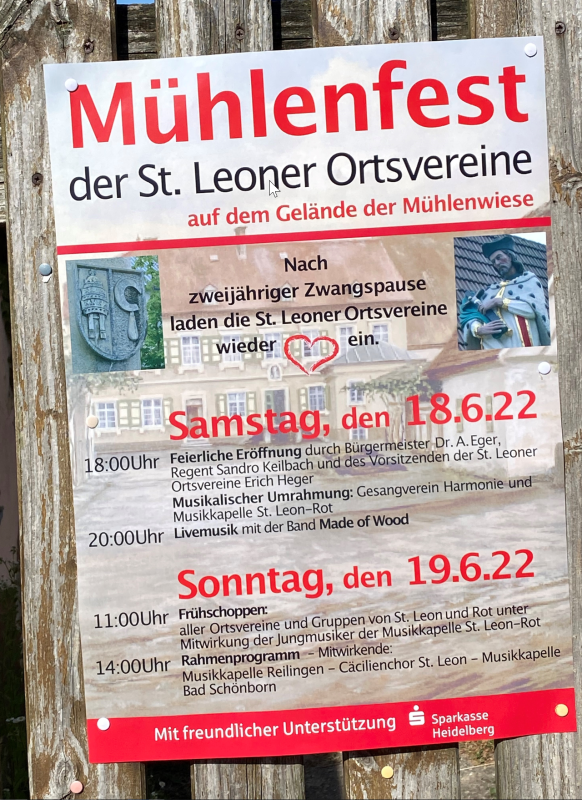 Mühlenfest
der St. Leoner Ortsvereine
auf dem Gelände der Mühlenwiese
Nach
zweijähriger Zwangspause
laden die St. Leoner Ortsvereine
wieder ein.
Samstag, den 18.6.22
18:00Uhr Feierliche Eröffnung durch Bürgermeister Dr. A. Eger,
Regent Sandro Keilbach und des Vorsitzenden der St. Leoner
Ortsvereine Erich Heger
Musikalischer Umrahmung: Gesangverein Harmonie und
Musikkapelle St. Leon-Rot
20:00Uhr Livemusik mit der Band Made of Wood
Sonntag, den 19.6.22
11:00Uhr Frühschoppen:
aller Ortsvereine und Gruppen von St. Leon und Rot unter
Mitwirkung der Jungmusiker der Musikkapelle St. Leon-Rot
14:00Uhr Rahmenprogramm - Mitwirkende:
Musikkapelle Reilingen - Cäcilienchor St. Leon - Musikkapelle
Bad Schönborn
Mit freundlicher Unterstützung Sparkasse
Heidelberg